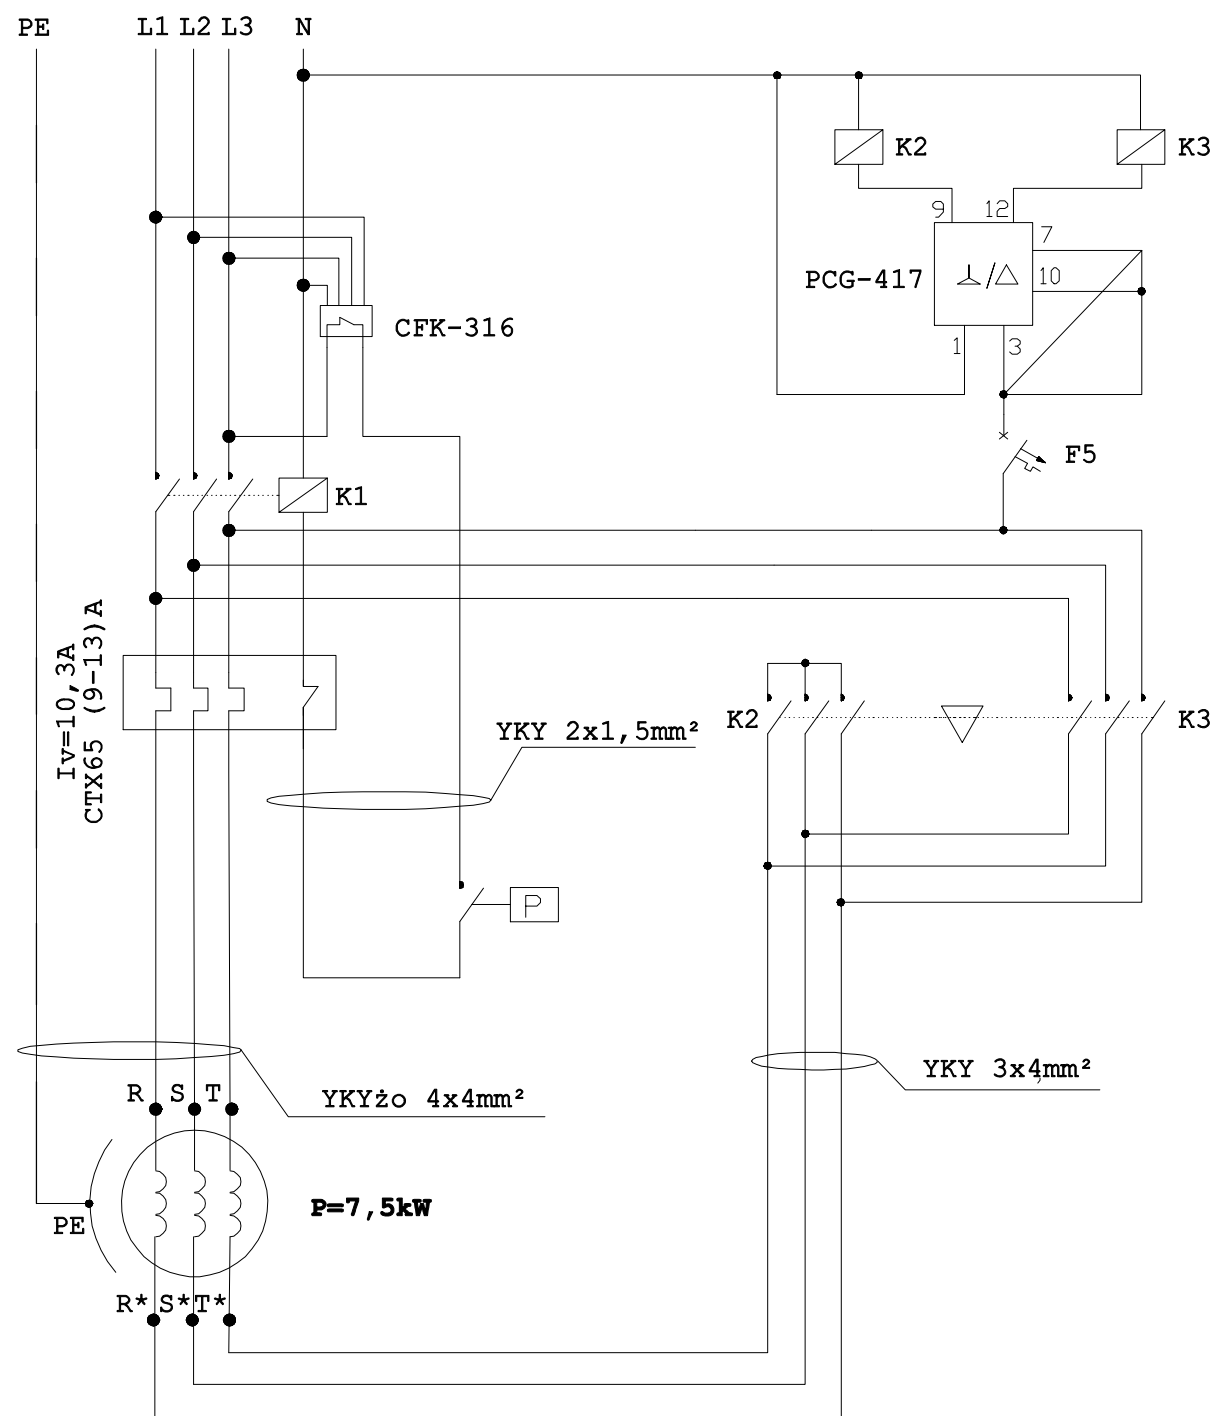 PE L1 L2 L3 N
K2 K3
9 12
7
PCG-417 /
10
CFK-316
1 3
F5
K1
Iv=10,3A
CTX65 (9-13)A
K2 K3
YKY 2x1,5mm²
P
YKY 3x4mm²
R S T
YKYżo 4x4mm²
P=7,5kW
PE
R* S* T*